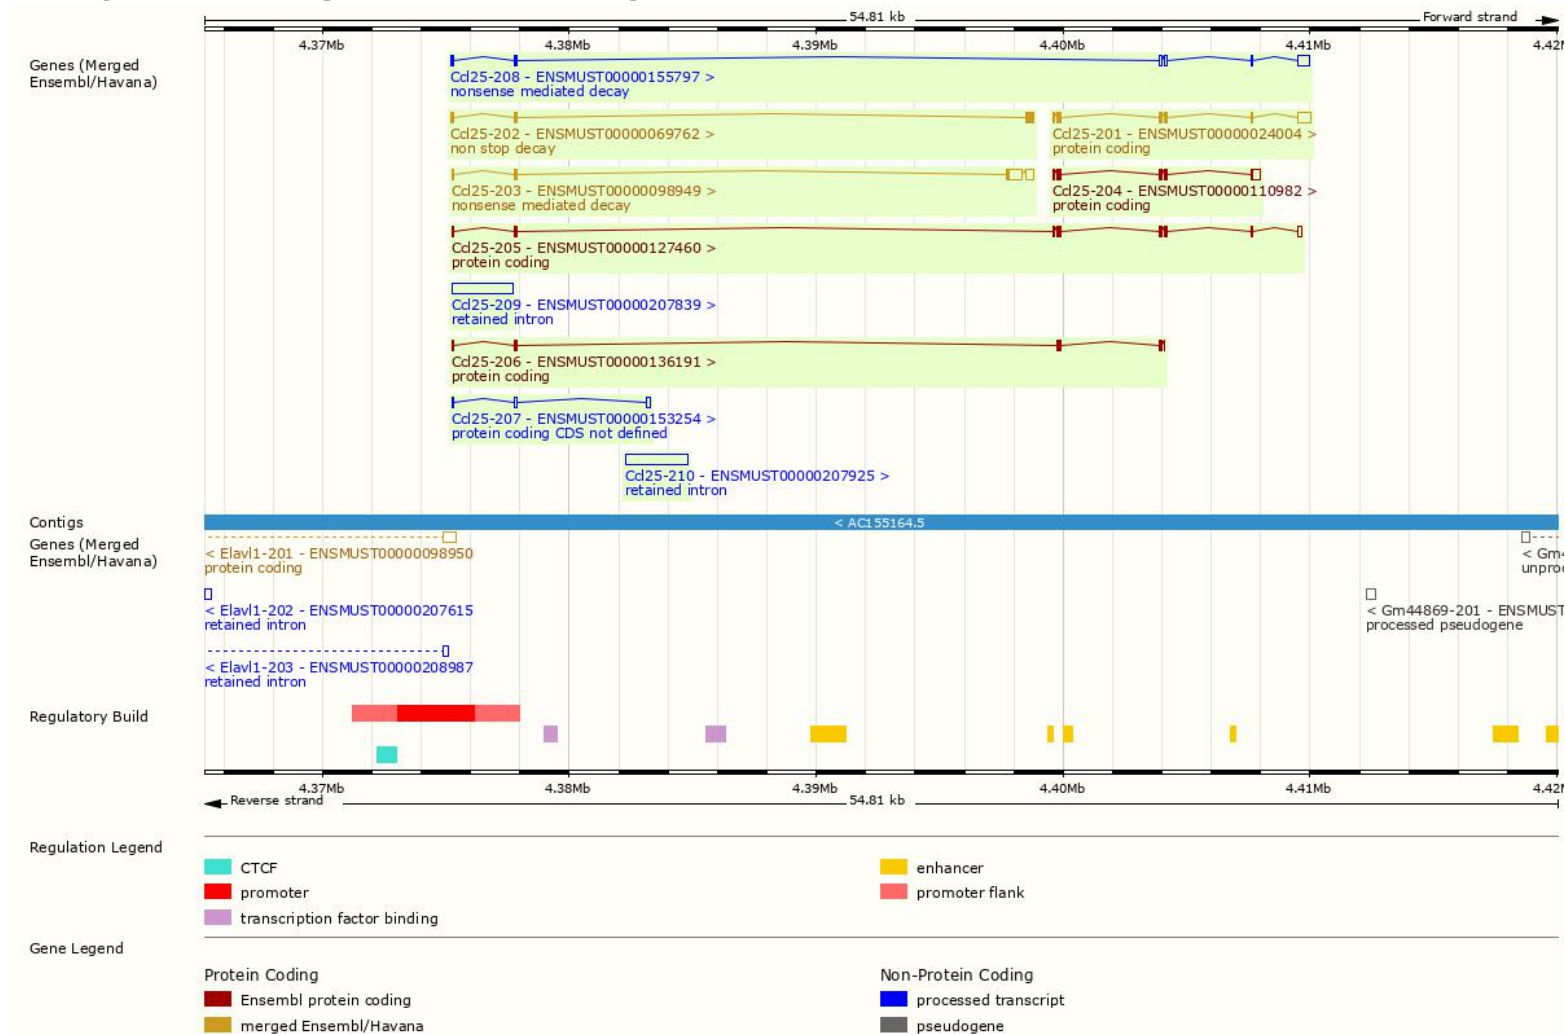 54.81 kb
Forward strand
4.37Mb 4.38Mb 4.39Mb 4.40Mb 4.41Mb 4.42M
Genes (Merged
Ensembl/Havana)
Ccl25-208 - ENSMUST00000155797 >
nonsense mediated decay
Ccl25-202 - ENSMUST00000069762 >
non stop decay
Ccl25-201 - ENSMUST00000024004 >
protein coding
Ccl25-203 - ENSMUST00000098949 >
nonsense mediated decay
Ccl25-204 - ENSMUST00000110982 >
protein coding
Ccl25-205 - ENSMUST00000127460 >
protein coding
Ccl25-209 - ENSMUST00000207839 >
retained intron
Ccl25-206 - ENSMUST00000136191 >
protein coding
Ccl25-207 - ENSMUST00000153254 >
protein coding CDS not defined
Ccl25-210 - ENSMUST00000207925 >
retained intron
Contigs
< AC155164.5
Genes (Merged
Ensembl/Havana)
< Elavl1-201 - ENSMUST00000098950
protein coding
< Gm4
unproc
< Elavl1-202 - ENSMUST00000207615
retained intron
< Gm44869-201 - ENSMUST
processed pseudogene
< Elavl1-203 - ENSMUST00000208987
retained intron
Regulatory Build
4.37Mb 4.38Mb 4.39Mb 4.40Mb 4.41Mb 4.42M
Reverse strand
54.81 kb
Regulation Legend
CTCF
enhancer
promoter
promoter flank
transcription factor binding
Gene Legend
Protein Coding
Non-Protein Coding
Ensembl protein coding
processed transcript
merged Ensembl/Havana
pseudogene